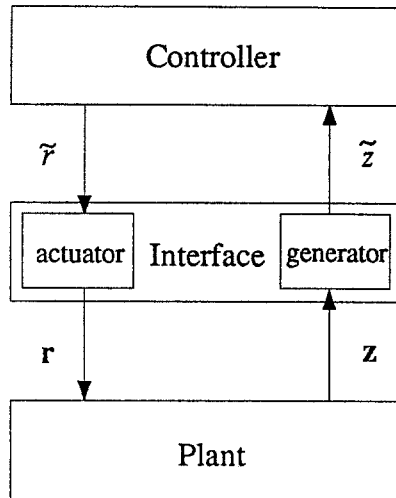 Controller
r̃ z̃
actuator Interface generator
r z
Plant